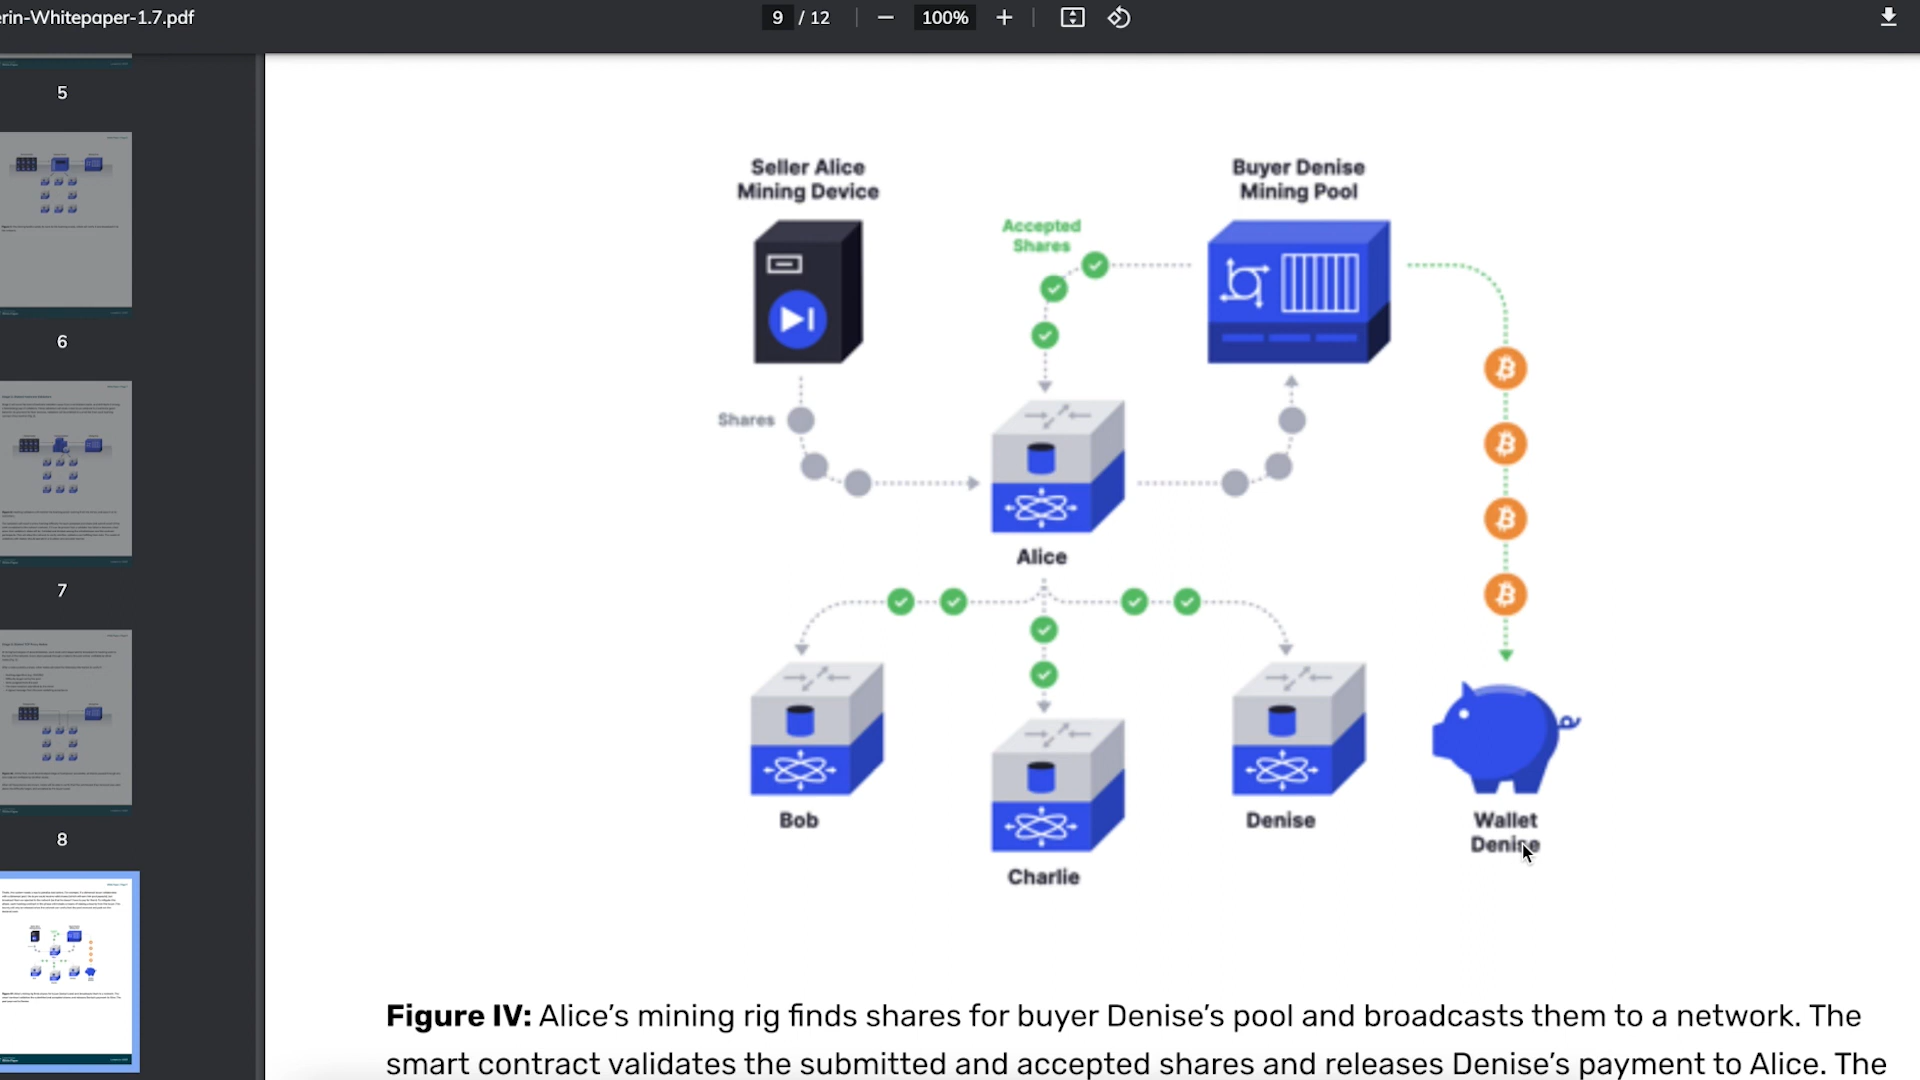 erin-Whitepaper-1.7.pdf
9 / 12
100%
5
6
7
8
Seller Alice
Mining Device
Buyer Denise
Mining Pool
Accepted
Shares
Shares
Alice
Bob
Charlie
Denise
Wallet
Denise
Figure IV: Alice’s mining rig finds shares for buyer Denise’s pool and broadcasts them to a network. The
smart contract validates the submitted and accepted shares and releases Denise’s payment to Alice. The